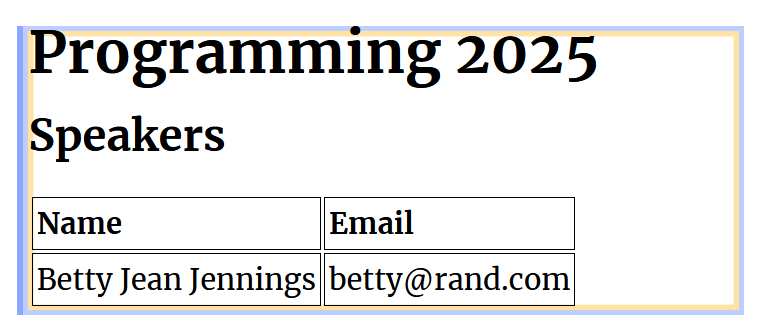 Programming 2025
Speakers
Name Email
Betty Jean Jennings betty@rand.com